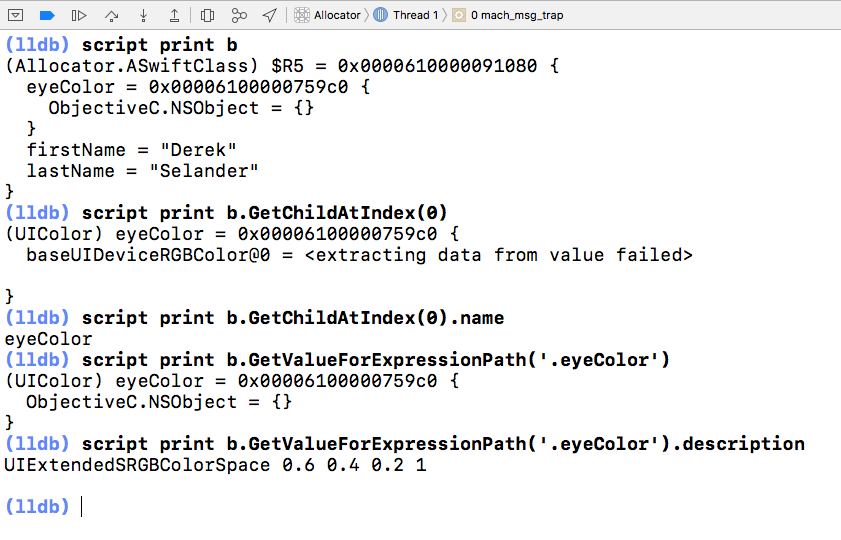 Allocator Thread 1 0 mach_msg_trap
(lldb) script print b
(Allocator.ASwiftClass) $R5 = 0x0000610000091080 {
  eyeColor = 0x00006100000759c0 {
    ObjectiveC.NSObject = {}
  }
  firstName = "Derek"
  lastName = "Selander"
}
(lldb) script print b.GetChildAtIndex(0)
(UIColor) eyeColor = 0x00006100000759c0 {
  baseUIDeviceRGBColor@0 = <extracting data from value failed>
}
(lldb) script print b.GetChildAtIndex(0).name
eyeColor
(lldb) script print b.GetValueForExpressionPath('.eyeColor')
(UIColor) eyeColor = 0x00006100000759c0 {
  ObjectiveC.NSObject = {}
}
(lldb) script print b.GetValueForExpressionPath('.eyeColor').description
UIExtendedSRGBColorSpace 0.6 0.4 0.2 1
(lldb)